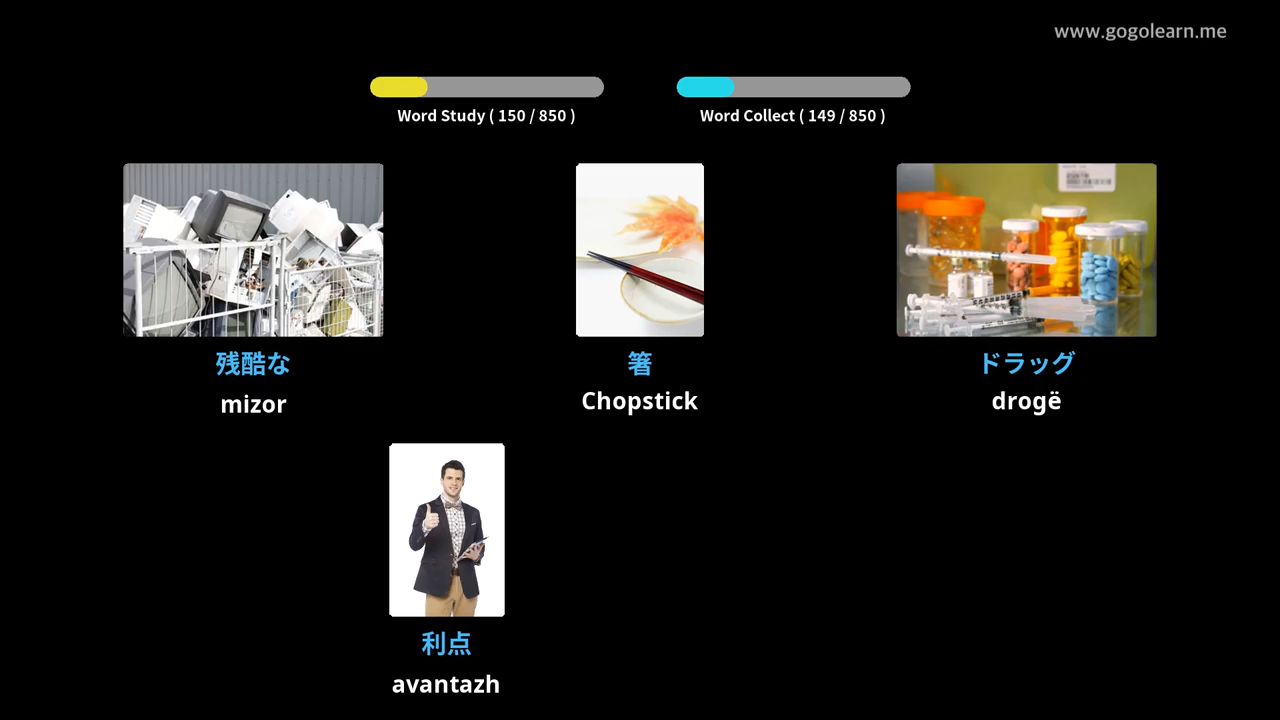 www.gogolearn.me
Word Study ( 150 / 850 )
Word Collect ( 149 / 850 )
残酷な
mizor
箸
Chopstick
ドラッグ
drogë
利点
avantazh